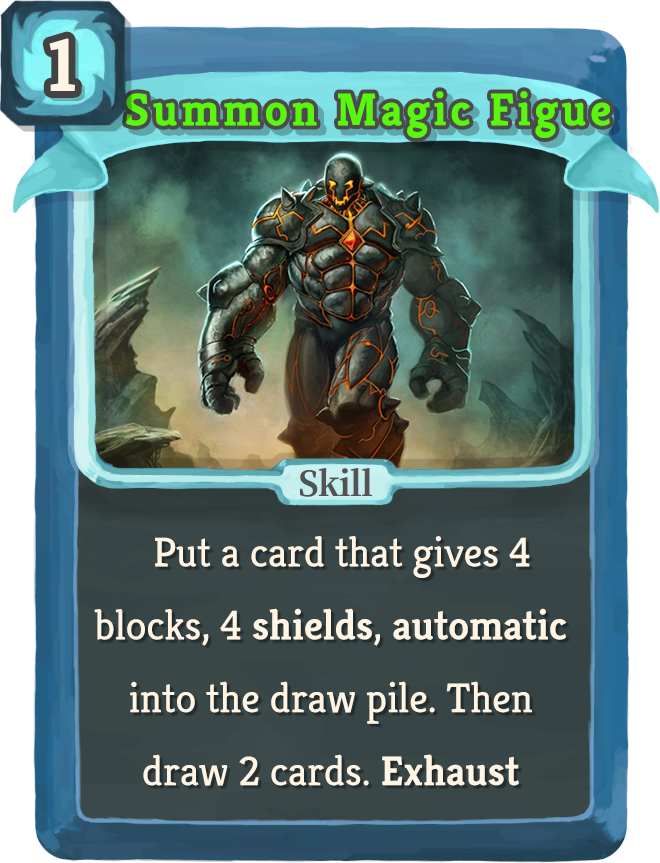 1
Summon Magic Figue
Skill
Put a card that gives 4
blocks, 4 shields, automatic
into the draw pile. Then
draw 2 cards. Exhaust